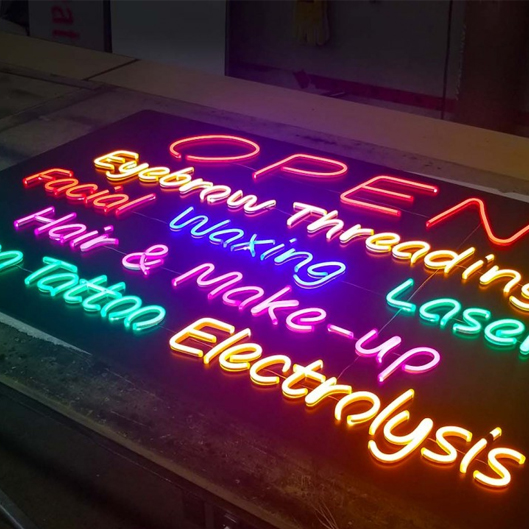 OPEN
Eyebrow Threading
Facial Waxing Laser
Hair & Make-up
Tattoo Electrolysis